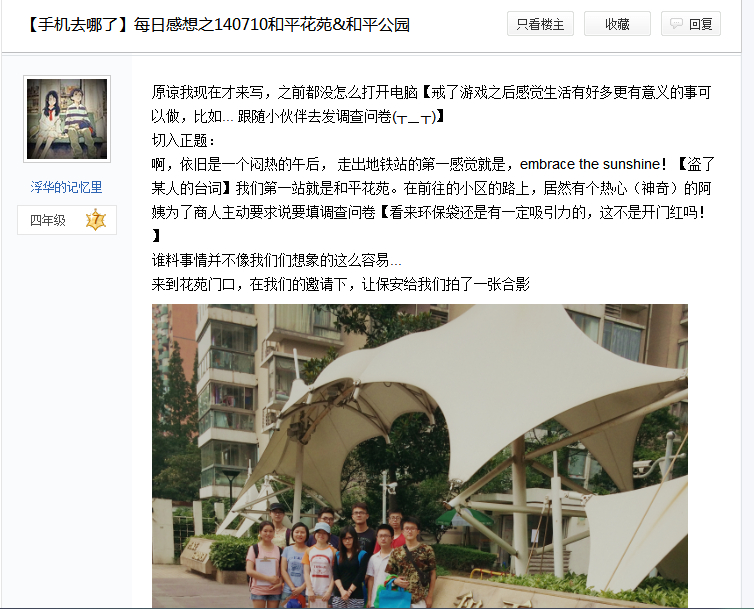 【手机去哪了】每日感想之140710和平花苑&和平公园
只看楼主
收藏
回复
浮华的记忆里
四年级
7
原谅我现在才来写，之前都没怎么打开电脑【戒了游戏之后感觉生活有好多更有意义的事可
以做，比如... 跟随小伙伴去发调查问卷(┬＿┬)】
切入正题：
啊，依旧是一个闷热的午后， 走出地铁站的第一感觉就是，embrace the sunshine！【盗了
某人的台词】我们第一站就是和平花苑。在前往的小区的路上，居然有个热心（神奇）的阿
姨为了商人主动要求说要填调查问卷【看来环保袋还是有一定吸引力的，这不是开门红吗！
】
谁料事情并不像我们们想象的这么容易...
来到花苑门口，在我们的邀请下，让保安给我们拍了一张合影